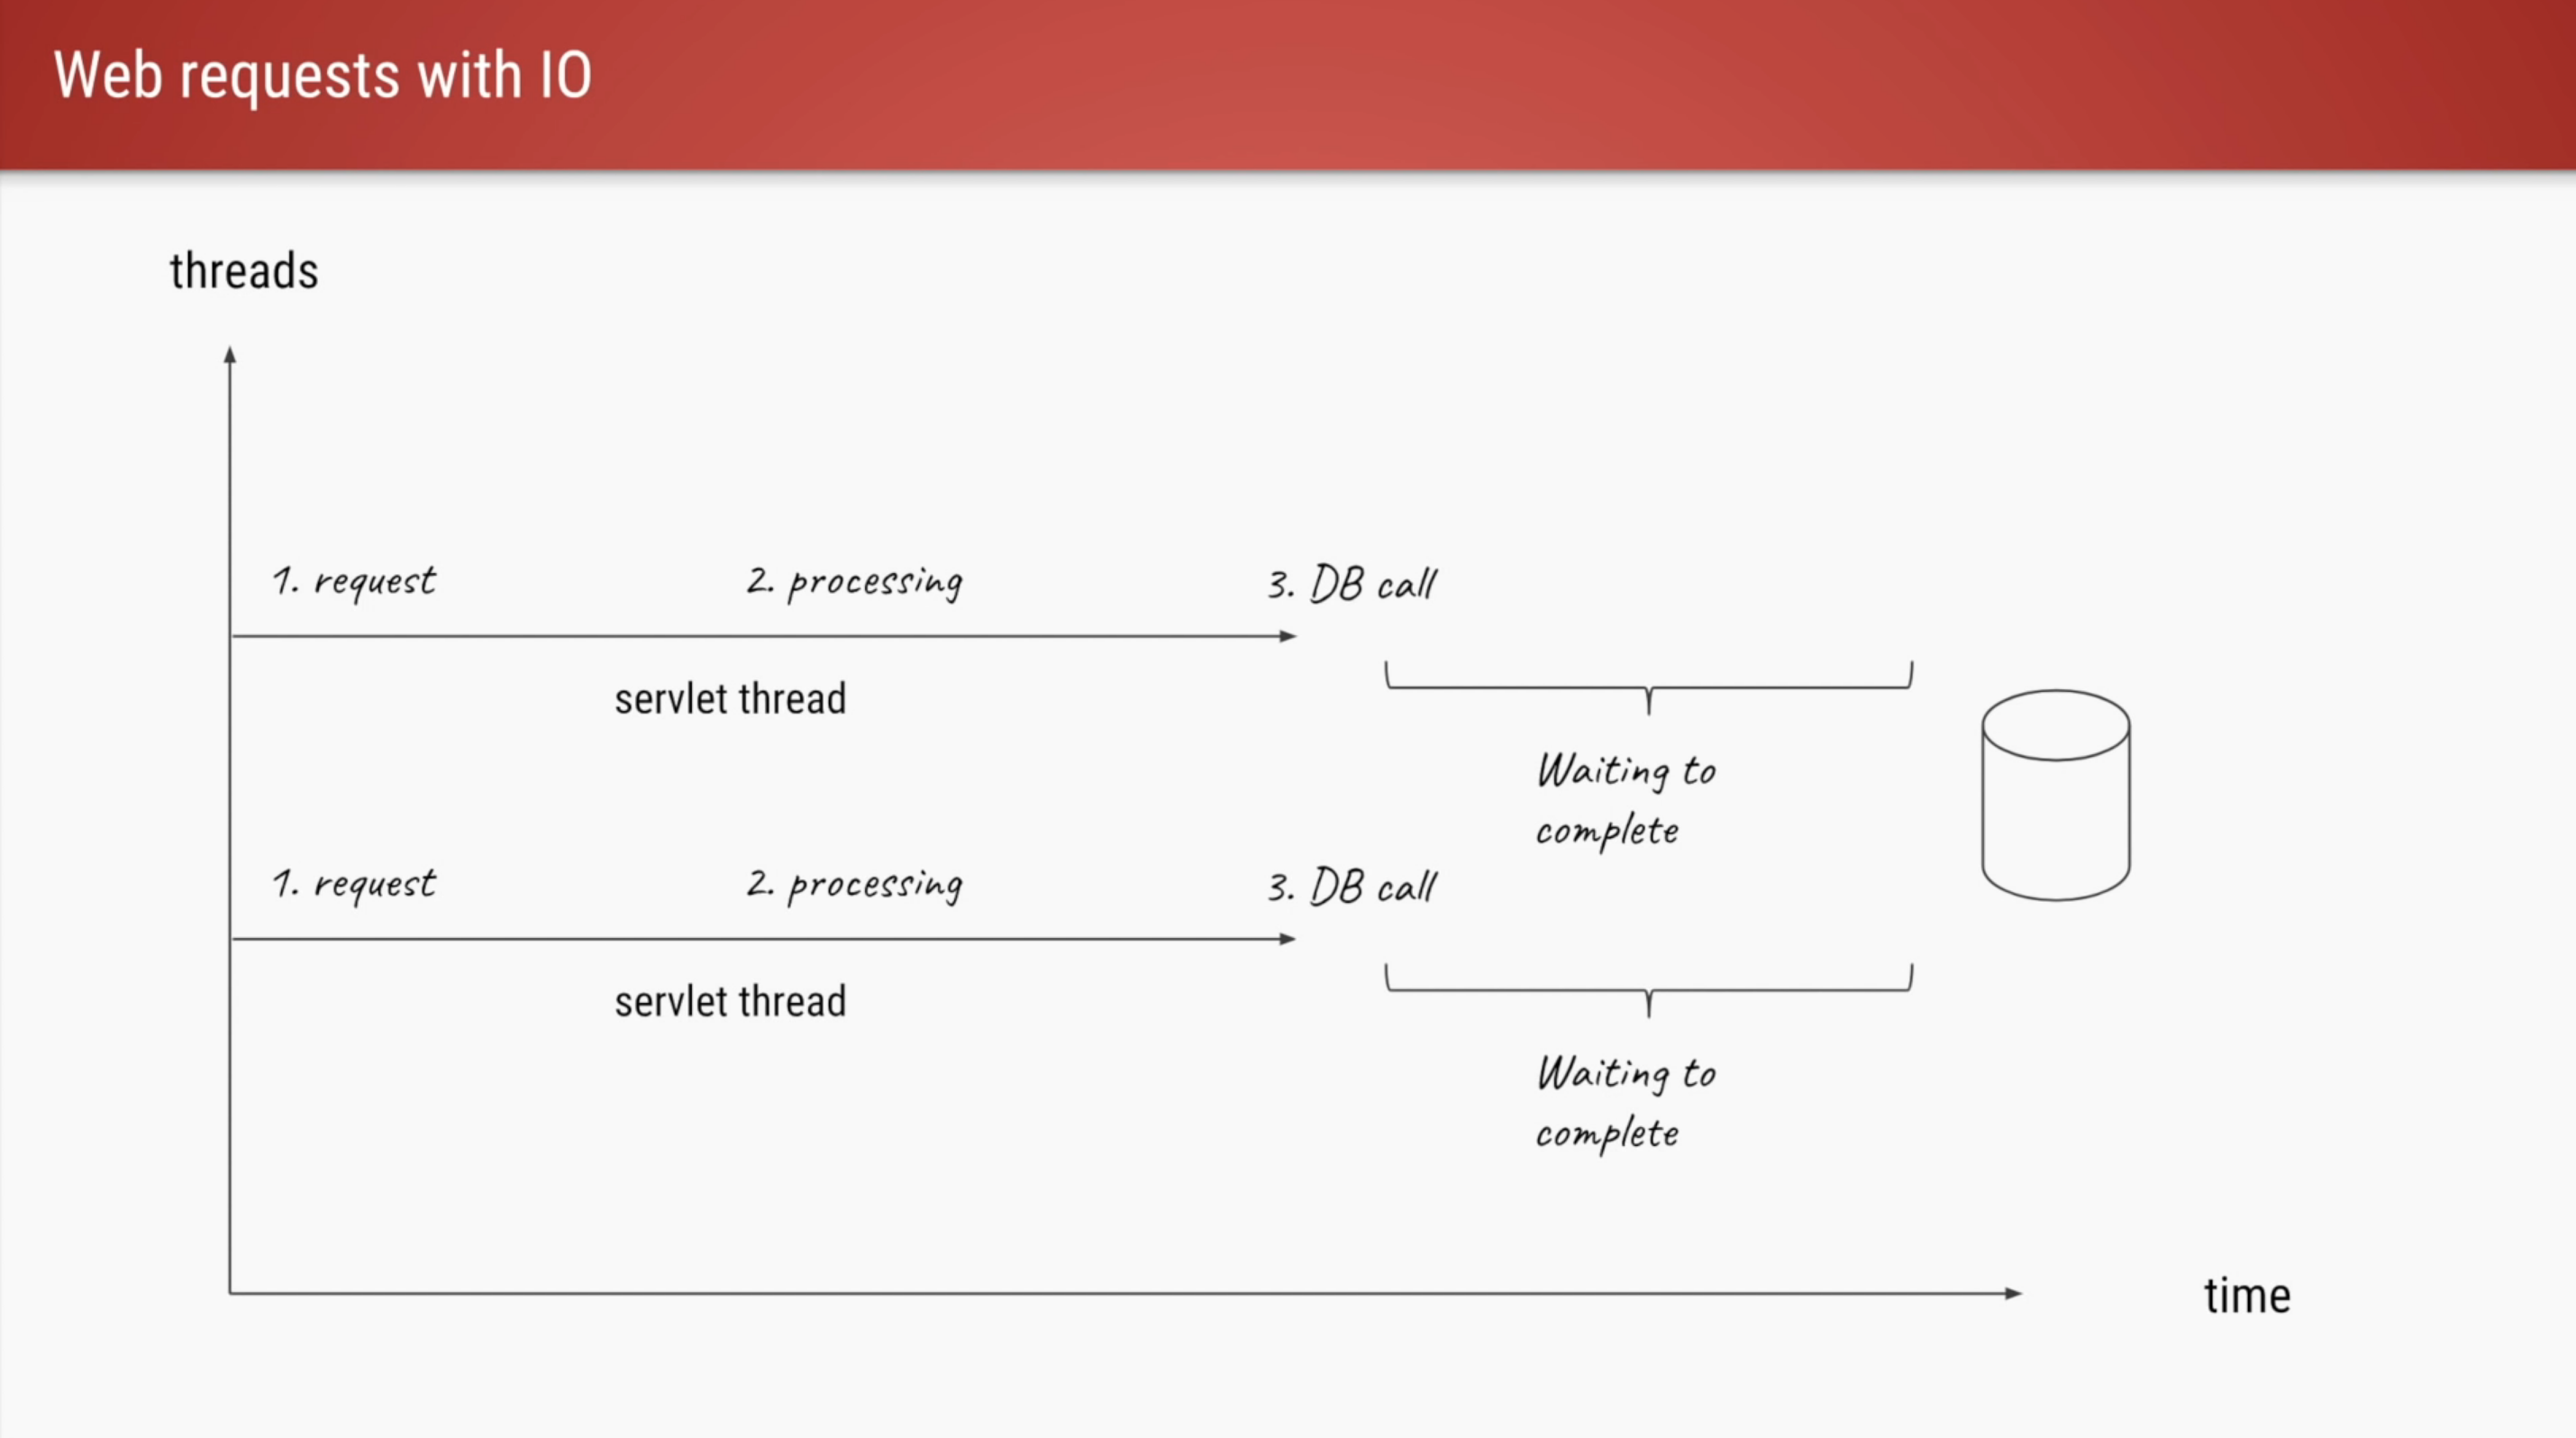 Web requests with IO
threads
1. request
2. processing
3. DB call
servlet thread
Waiting to
complete
1. request
2. processing
3. DB call
servlet thread
Waiting to
complete
time